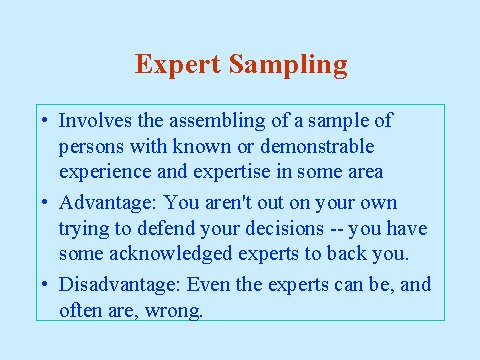 Expert Sampling
• Involves the assembling of a sample of
persons with known or demonstrable
experience and expertise in some area
• Advantage: You aren't out on your own
trying to defend your decisions -- you have
some acknowledged experts to back you.
• Disadvantage: Even the experts can be, and
often are, wrong.